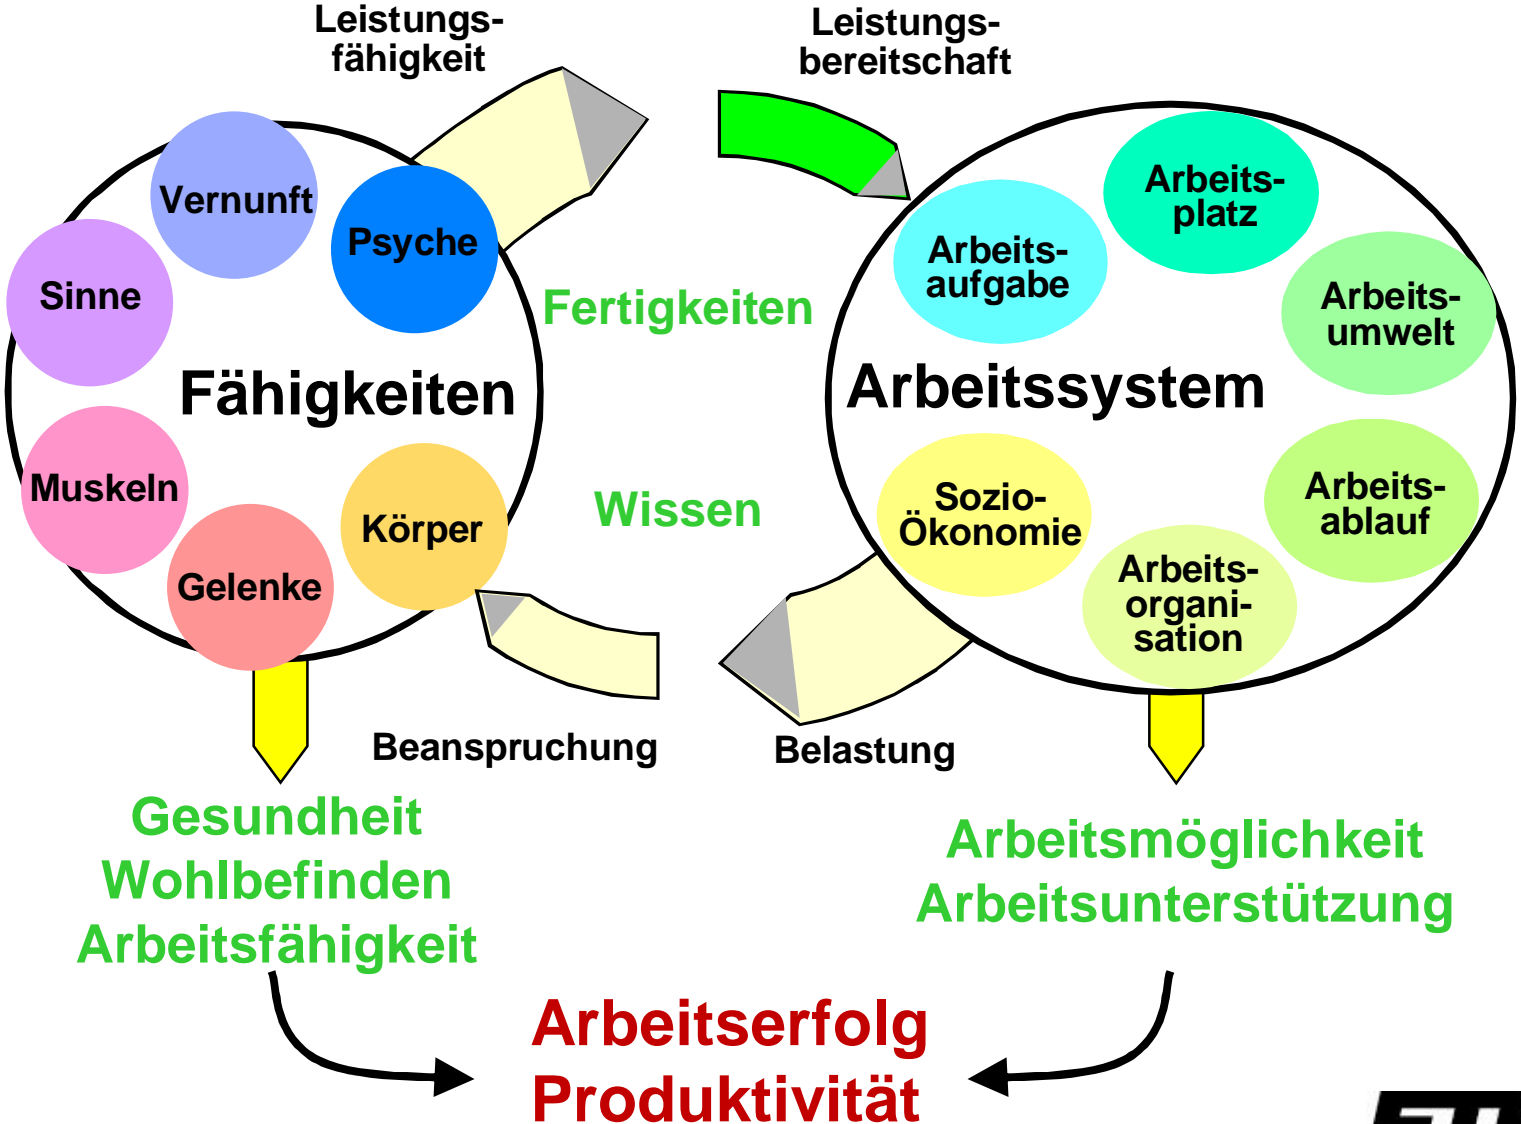 Leistungs-
fähigkeit
Leistungs-
bereitschaft
Vernunft
Psyche
Sinne
Fähigkeiten
Muskeln
Gelenke
Körper
Fertigkeiten
Wissen
Arbeits-
platz
Arbeits-
aufgabe
Arbeits-
umwelt
Arbeitssystem
Sozio-
Ökonomie
Arbeits-
ablauf
Arbeits-
organi-
sation
Beanspruchung
Belastung
Gesundheit
Wohlbefinden
Arbeitsfähigkeit
Arbeitsmöglichkeit
Arbeitsunterstützung
Arbeitserfolg
Produktivität